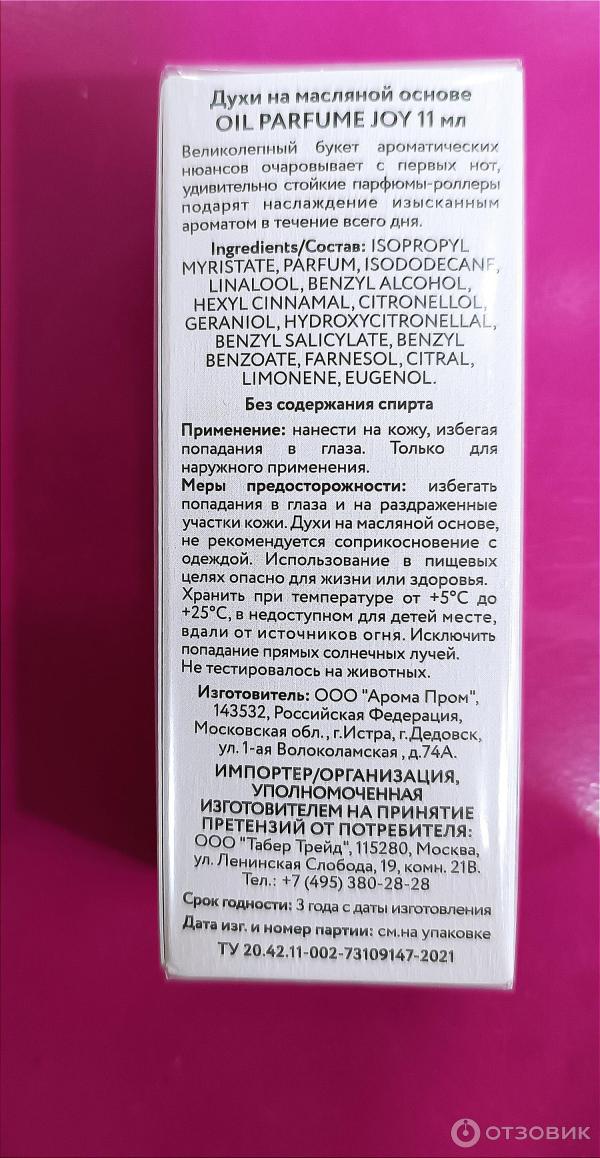 Духи на масляной основе
OIL PARFUME JOY 11 мл
Великолепный букет ароматических
нюансов очаровывает с первых нот,
удивительно стойкие парфюмы-роллеры
подарят наслаждение изысканным
ароматом в течение всего дня.
Ingredients/Состав: ISOPROPYL
MYRISTATE, PARFUM, ISODODECANE,
LINALOOL, BENZYL ALCOHOL,
HEXYL CINNAMAL, CITRONELLOL,
GERANIOL, HYDROXYCITRONELLAL,
BENZYL SALICYLATE, BENZYL
BENZOATE, FARNESOL, CITRAL,
LIMONENE, EUGENOL.
Без содержания спирта
Применение: нанести на кожу, избегая
попадания в глаза. Только для
наружного применения.
Меры предосторожности: избегать
попадания в глаза и на раздраженные
участки кожи. Духи на масляной основе,
не рекомендуется соприкосновение с
одеждой. Использование в пищевых
целях опасно для жизни или здоровья.
Хранить при температуре от +5°C до
+25°C, в недоступном для детей месте,
вдали от источников огня. Исключить
попадание прямых солнечных лучей.
Не тестировалось на животных.
Изготовитель: ООО "Арома Пром",
143532, Российская Федерация,
Московская обл., г.Истра, г.Дедовск,
ул. 1-ая Волоколамская , д.74А.
ИМПОРТЕР/ОРГАНИЗАЦИЯ,
УПОЛНОМОЧЕННАЯ
ИЗГОТОВИТЕЛЕМ НА ПРИНЯТИЕ
ПРЕТЕНЗИЙ ОТ ПОТРЕБИТЕЛЯ:
ООО "Табер Трейд", 115280, Москва,
ул. Ленинская Слобода, 19, комн. 21В.
Тел.: +7 (495) 380-28-28
Срок годности: 3 года с даты изготовления
Дата изг. и номер партии: см.на упаковке
ТУ 20.42.11-002-73109147-2021
ОТЗОВИК